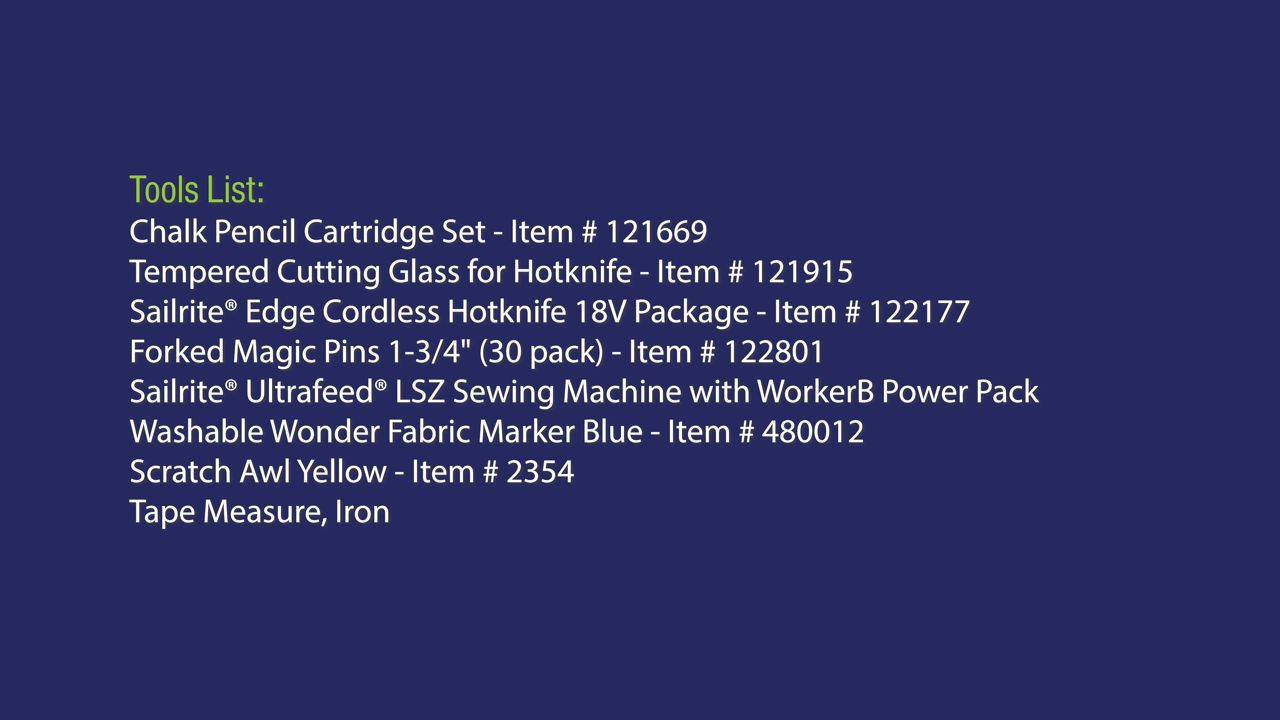 Tools List:
Chalk Pencil Cartridge Set - Item # 121669
Tempered Cutting Glass for Hotknife - Item # 121915
Sailrite® Edge Cordless Hotknife 18V Package - Item # 122177
Forked Magic Pins 1-3/4" (30 pack) - Item # 122801
Sailrite® Ultrafeed® LSZ Sewing Machine with WorkerB Power Pack
Washable Wonder Fabric Marker Blue - Item # 480012
Scratch Awl Yellow - Item # 2354
Tape Measure, Iron